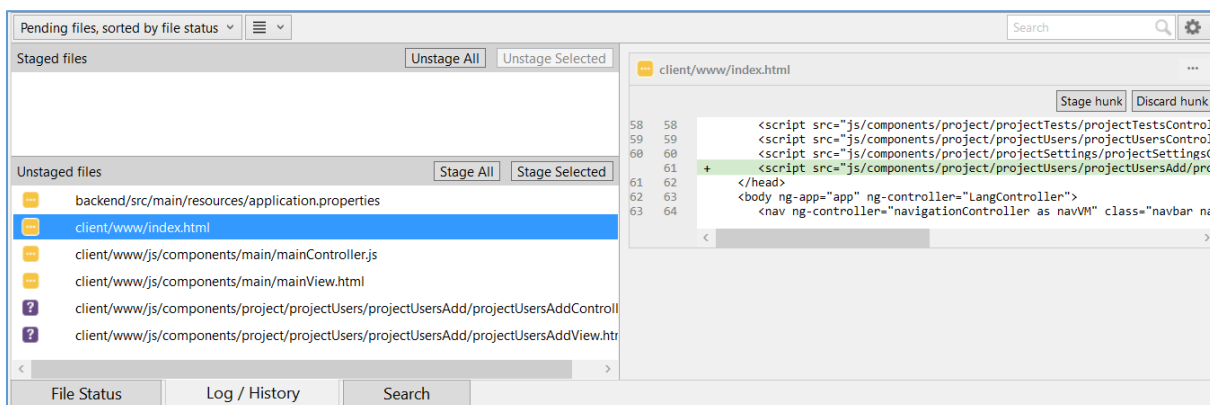 Pending files, sorted by file status
Search
Staged files
Unstage All
Unstage Selected
Unstaged files
Stage All
Stage Selected
backend/src/main/resources/application.properties
client/www/index.html
client/www/js/components/main/mainController.js
client/www/js/components/main/mainView.html
? client/www/js/components/project/projectUsers/projectUsersAdd/projectUsersAddControll
? client/www/js/components/project/projectUsers/projectUsersAdd/projectUsersAddView.htr
client/www/index.html
Stage hunk
Discard hunk
58 58 <script src="js/components/project/projectTests/projectTestsControl
59 59 <script src="js/components/project/projectUsers/projectUsersControl
60 60 <script src="js/components/project/projectSettings/projectSettingsC
61 + <script src="js/components/project/projectUsers/projectUsersAdd/pro
61 62 </head>
62 63 <body ng-app="app" ng-controller="LangController">
63 64 <nav ng-controller="navigationController as navVM" class="navbar na
File Status
Log / History
Search